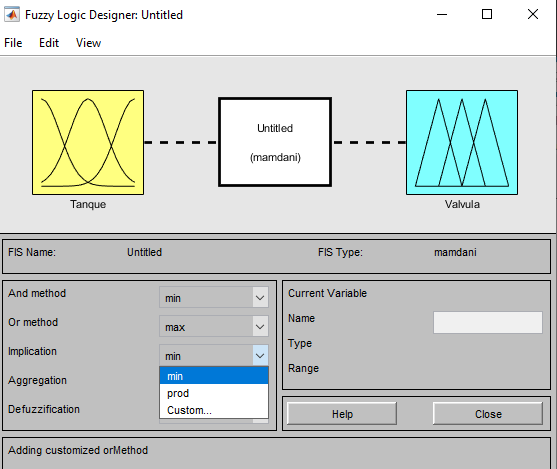 Fuzzy Logic Designer: Untitled
File Edit View
Untitled
(mamdani)
Tanque
Valvula
FIS Name: Untitled FIS Type: mamdani
And method min
Or method max
Implication min
min
prod
Custom...
Aggregation
Defuzzification
Current Variable
Name
Type
Range
Help Close
Adding customized orMethod